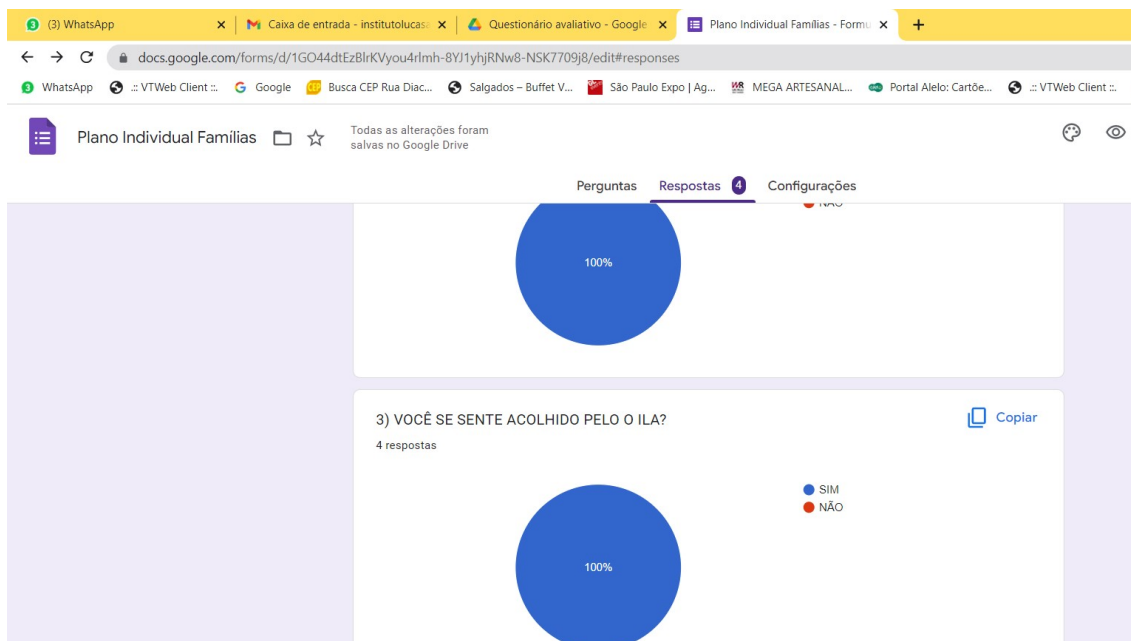 (3) WhatsApp
Caixa de entrada - institutolucasa
Questionário avaliativo - Google
Plano Individual Famílias - Formu
docs.google.com/forms/d/1GO44dtEzBlrKVyou4rlmh-8YJ1yhjRNw8-NSK7709j8/edit#responses
WhatsApp .:: VTWeb Client ::. Google Busca CEP Rua Diac... Salgados – Buffet V... São Paulo Expo | Ag... MEGA ARTESANAL... Portal Alelo: Cartõe... .:: VTWeb Client ::.
Plano Individual Famílias
Todas as alterações foram
salvas no Google Drive
Perguntas Respostas 4 Configurações
NÃO
100%
3) VOCÊ SE SENTE ACOLHIDO PELO O ILA?
Copiar
4 respostas
SIM
NÃO
100%